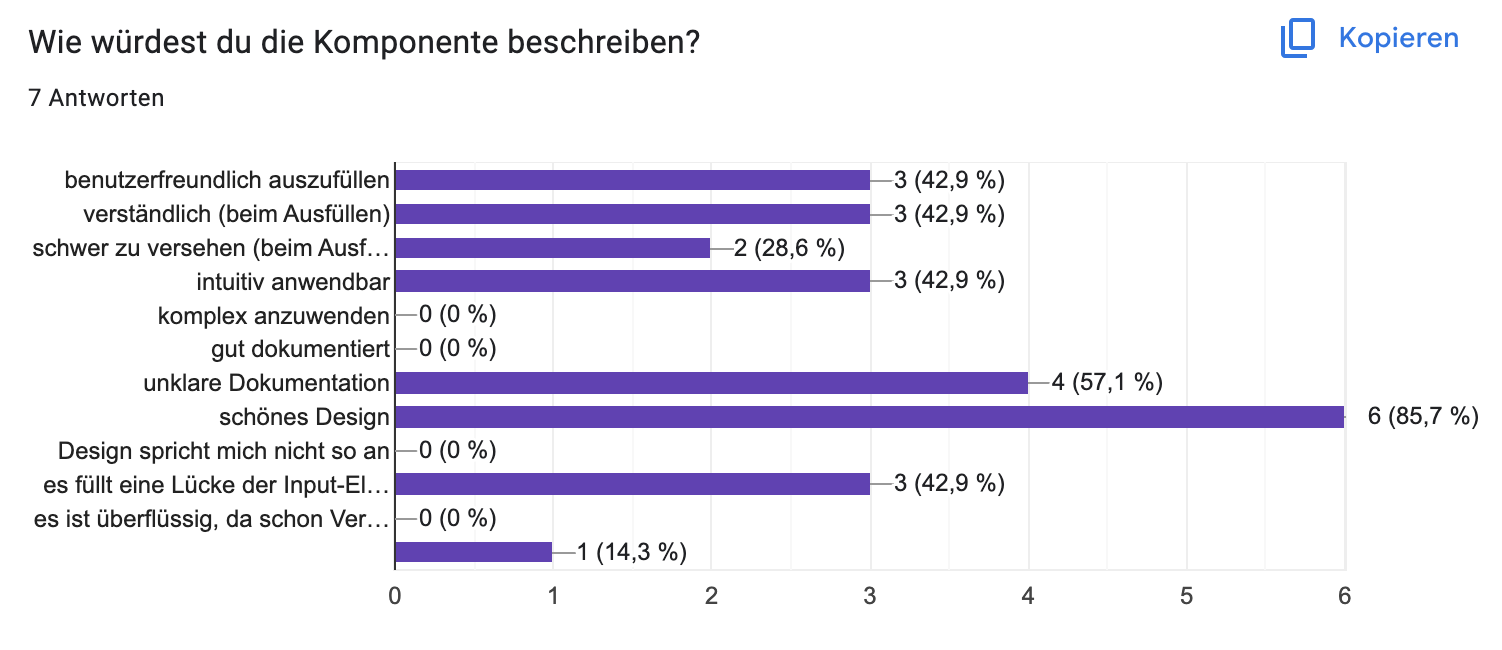 Wie würdest du die Komponente beschreiben?
Kopieren
7 Antworten
benutzerfreundlich auszufüllen 3 (42,9 %)
verständlich (beim Ausfüllen) 3 (42,9 %)
schwer zu versehen (beim Ausf… 2 (28,6 %)
intuitiv anwendbar 3 (42,9 %)
komplex anzuwenden 0 (0 %)
gut dokumentiert 0 (0 %)
unklare Dokumentation 4 (57,1 %)
schönes Design 6 (85,7 %)
Design spricht mich nicht so an 0 (0 %)
es füllt eine Lücke der Input-El… 3 (42,9 %)
es ist überflüssig, da schon Ver… 0 (0 %)
1 (14,3 %)
0 1 2 3 4 5 6